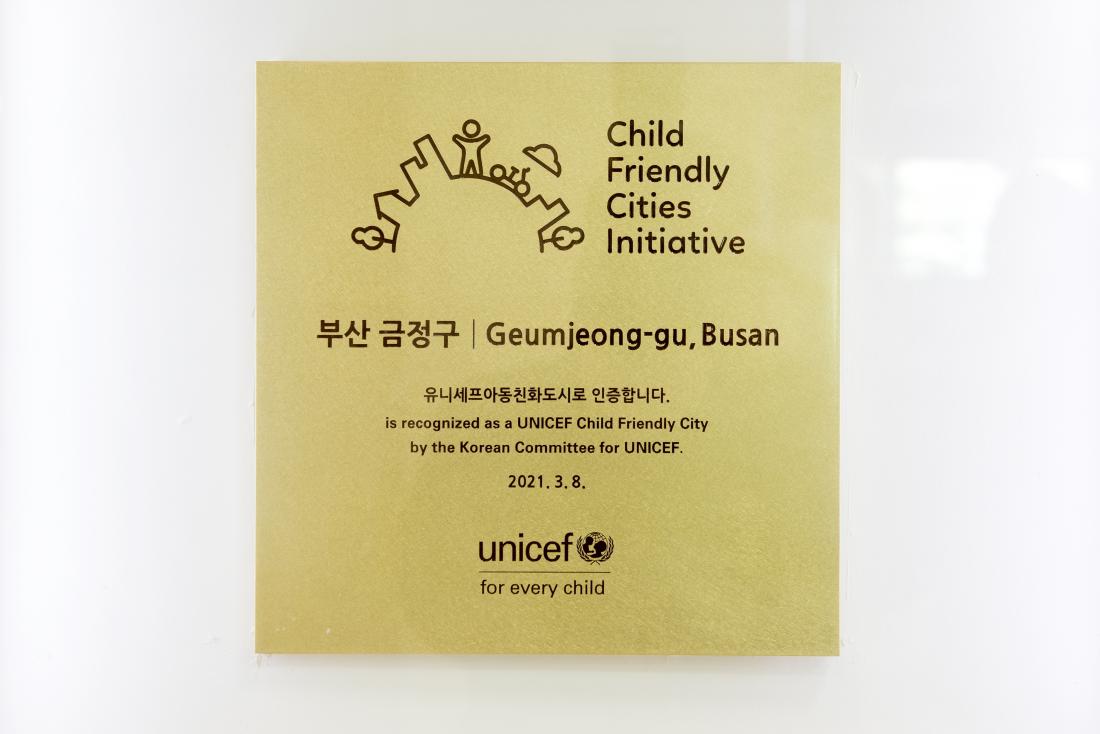 Child
Friendly
Cities
Initiative
부산 금정구 | Geumjeong-gu, Busan
유니세프아동친화도시로 인증합니다.
is recognized as a UNICEF Child Friendly City
by the Korean Committee for UNICEF.
2021. 3. 8.
unicef
for every child